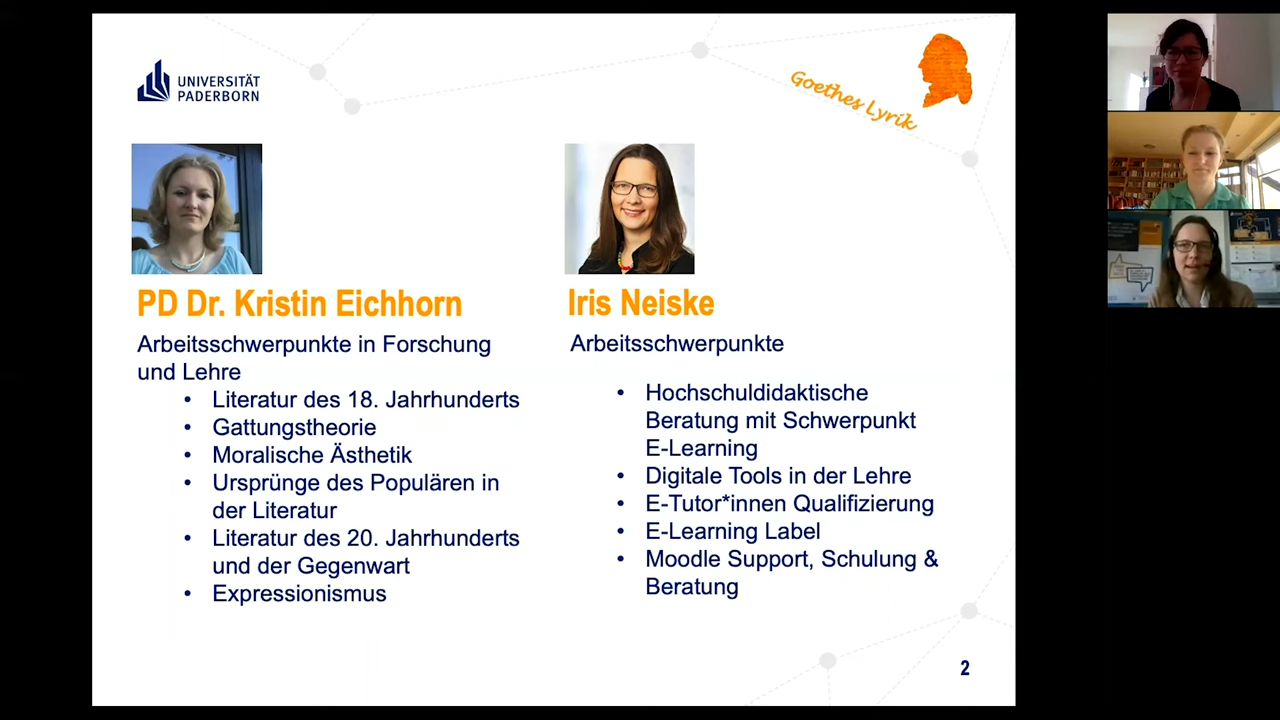 UNIVERSITÄT
PADERBORN
Goethes Lyrik
PD Dr. Kristin Eichhorn
Arbeitsschwerpunkte in Forschung
und Lehre
• Literatur des 18. Jahrhunderts
• Gattungstheorie
• Moralische Ästhetik
• Ursprünge des Populären in
der Literatur
• Literatur des 20. Jahrhunderts
und der Gegenwart
• Expressionismus
Iris Neiske
Arbeitsschwerpunkte
• Hochschuldidaktische
Beratung mit Schwerpunkt
E-Learning
• Digitale Tools in der Lehre
• E-Tutor*innen Qualifizierung
• E-Learning Label
• Moodle Support, Schulung &
Beratung
2